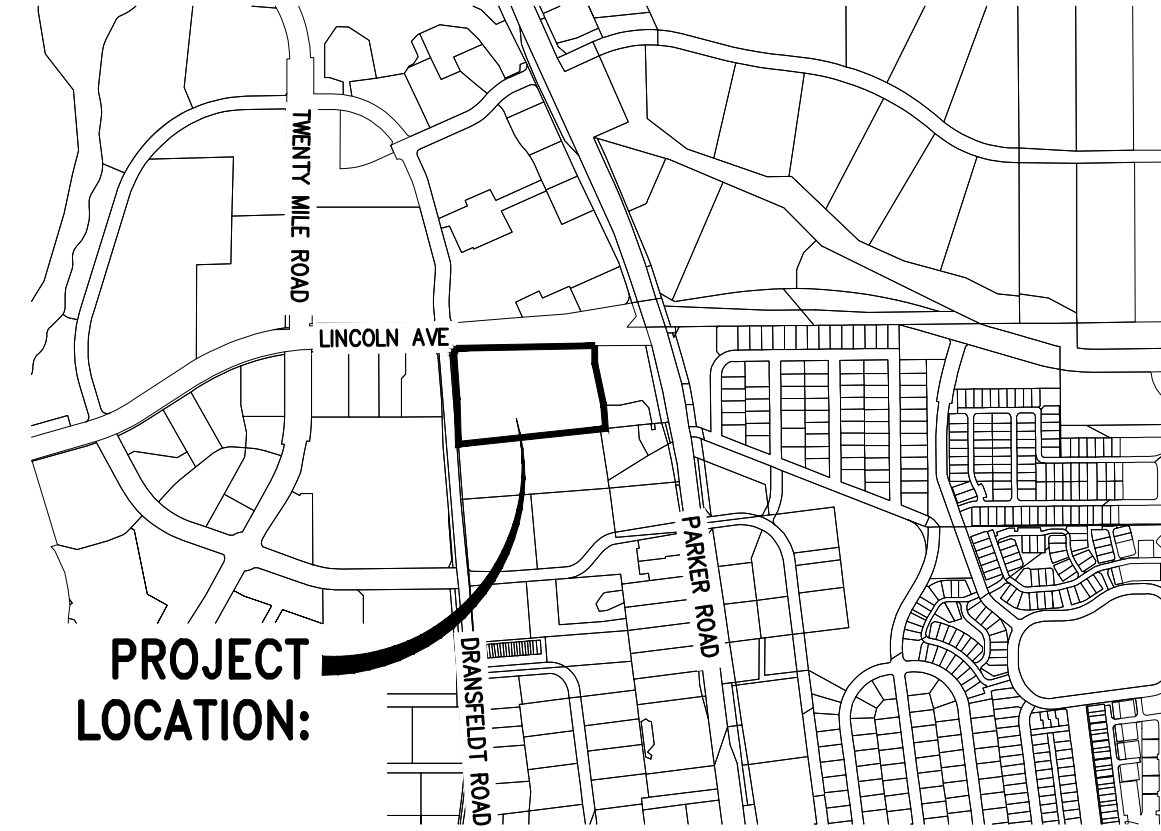 TWENTY MILE ROAD
LINCOLN AVE
PARKER ROAD
DRANSFELDT ROAD
PROJECT
LOCATION: